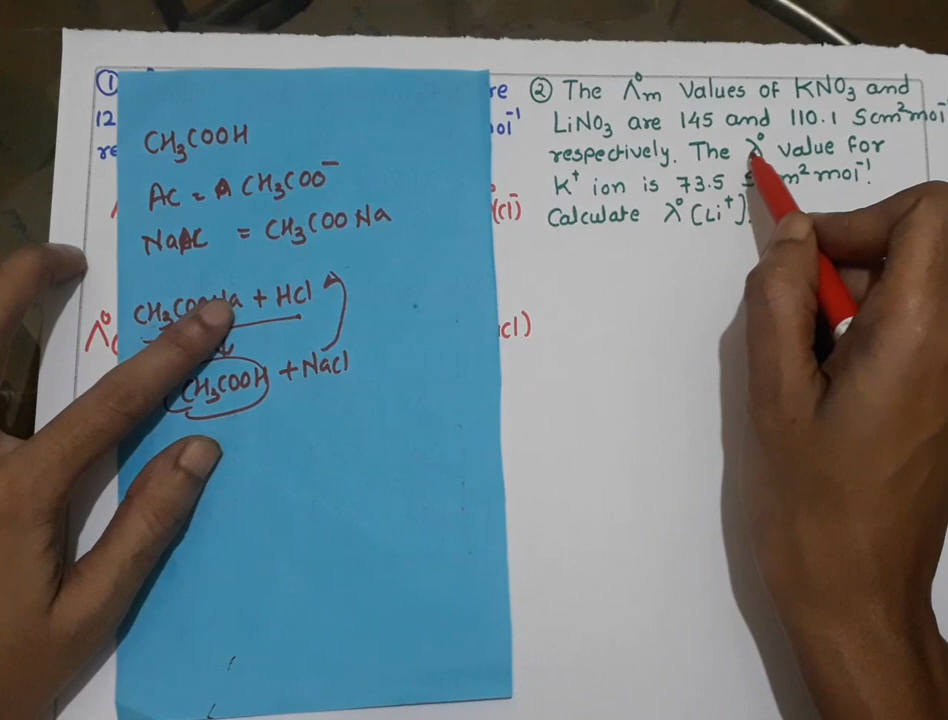 ①
12
re
CH₃COOH
AC = CH₃COO⁻
NaAC = CH₃COONa
+ HCl
CH₃COOH + NaCl
re
ol⁻¹
(Cl⁻)
Cl)
② The Λ°m Values of KNO₃ and
LiNO₃ are 145 and 110.1 Scm²mol⁻¹
respectively. The λ° value for
K⁺ ion is 73.5 S cm²mol⁻¹.
Calculate λ°(Li⁺).